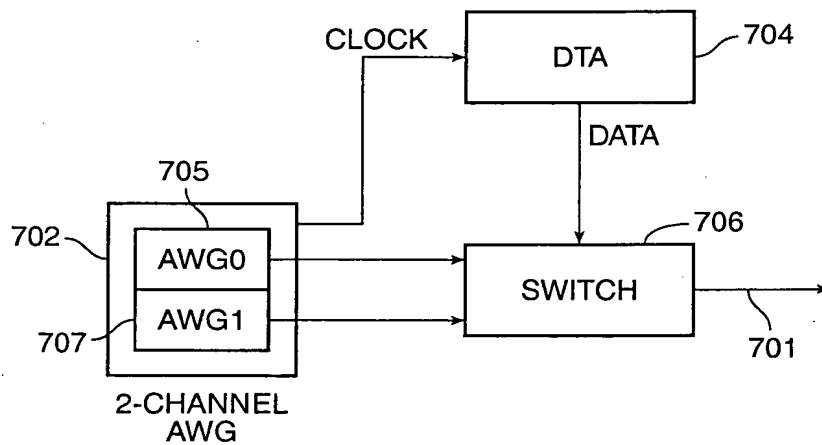 CLOCK
DTA
704
DATA
705
702
706
AWG0
SWITCH
AWG1
707
701
2-CHANNEL
AWG